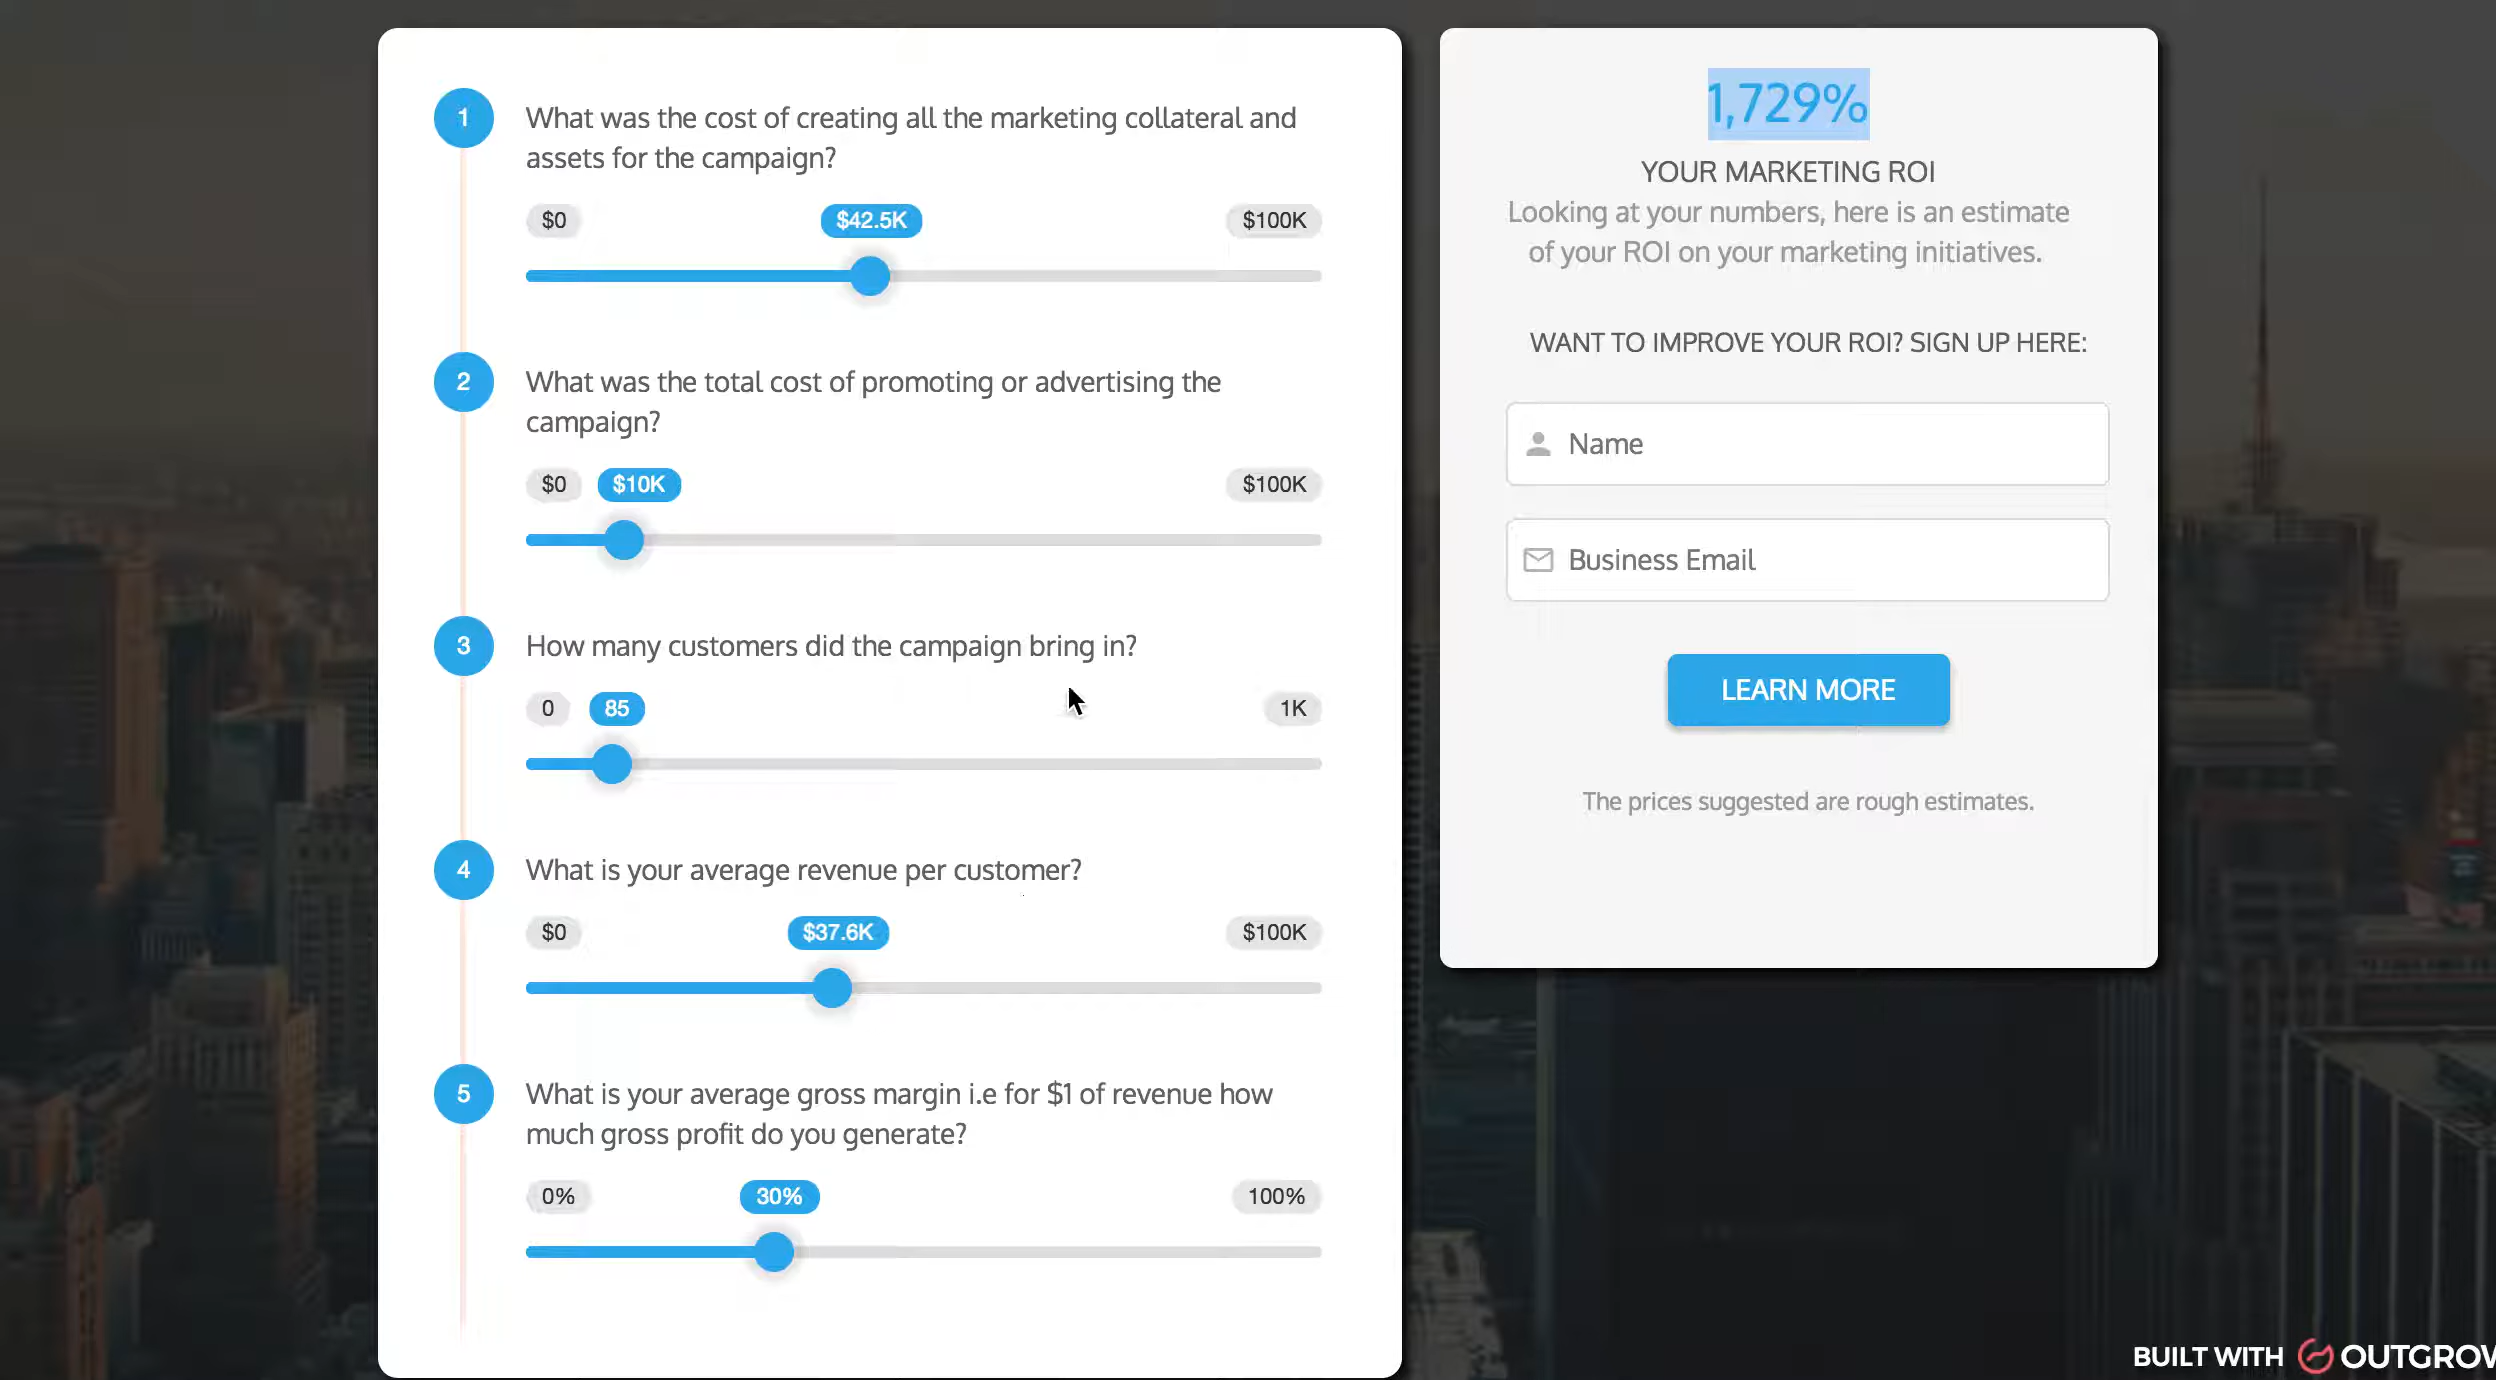 1
What was the cost of creating all the marketing collateral and
assets for the campaign?
$0 $42.5K $100K
2
What was the total cost of promoting or advertising the
campaign?
$0 $10K $100K
3
How many customers did the campaign bring in?
0 85 1K
4
What is your average revenue per customer?
$0 $37.6K $100K
5
What is your average gross margin i.e for $1 of revenue how
much gross profit do you generate?
0% 30% 100%
1,729%
YOUR MARKETING ROI
Looking at your numbers, here is an estimate
of your ROI on your marketing initiatives.
WANT TO IMPROVE YOUR ROI? SIGN UP HERE:
Name
Business Email
LEARN MORE
The prices suggested are rough estimates.
BUILT WITH OUTGROW